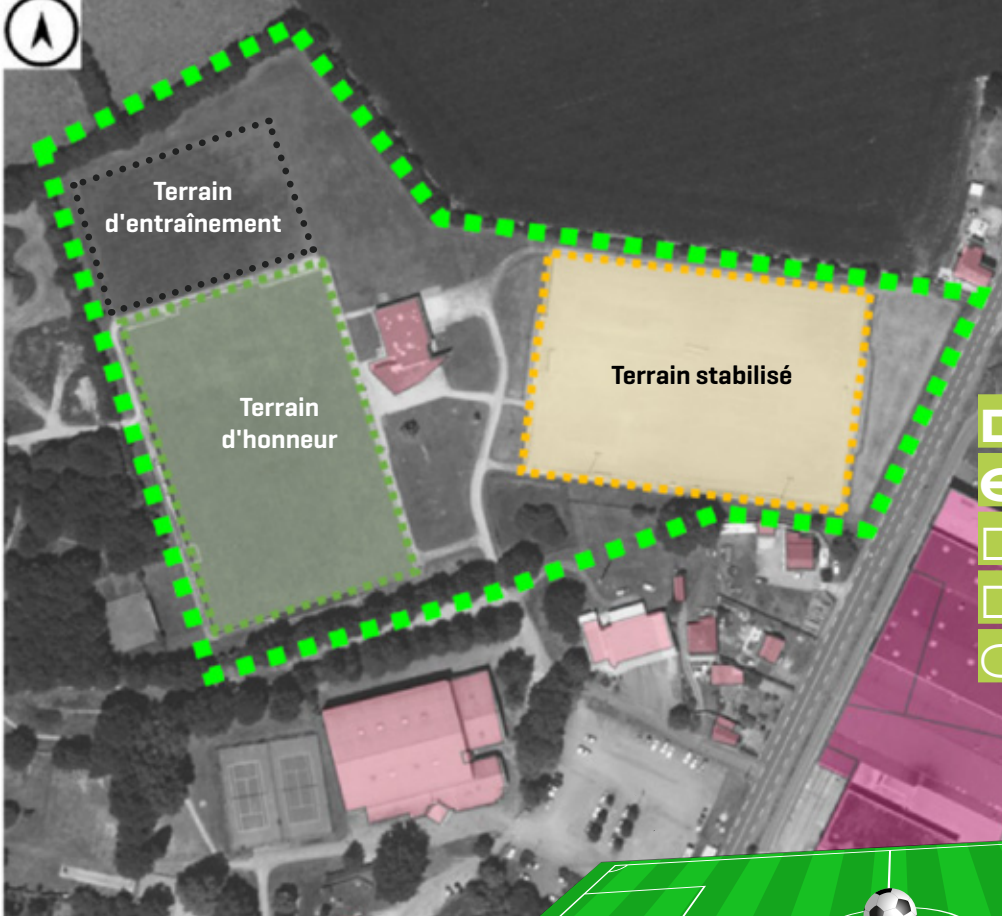 Terrain
d'entraînement
Terrain
d'honneur
Terrain stabilisé